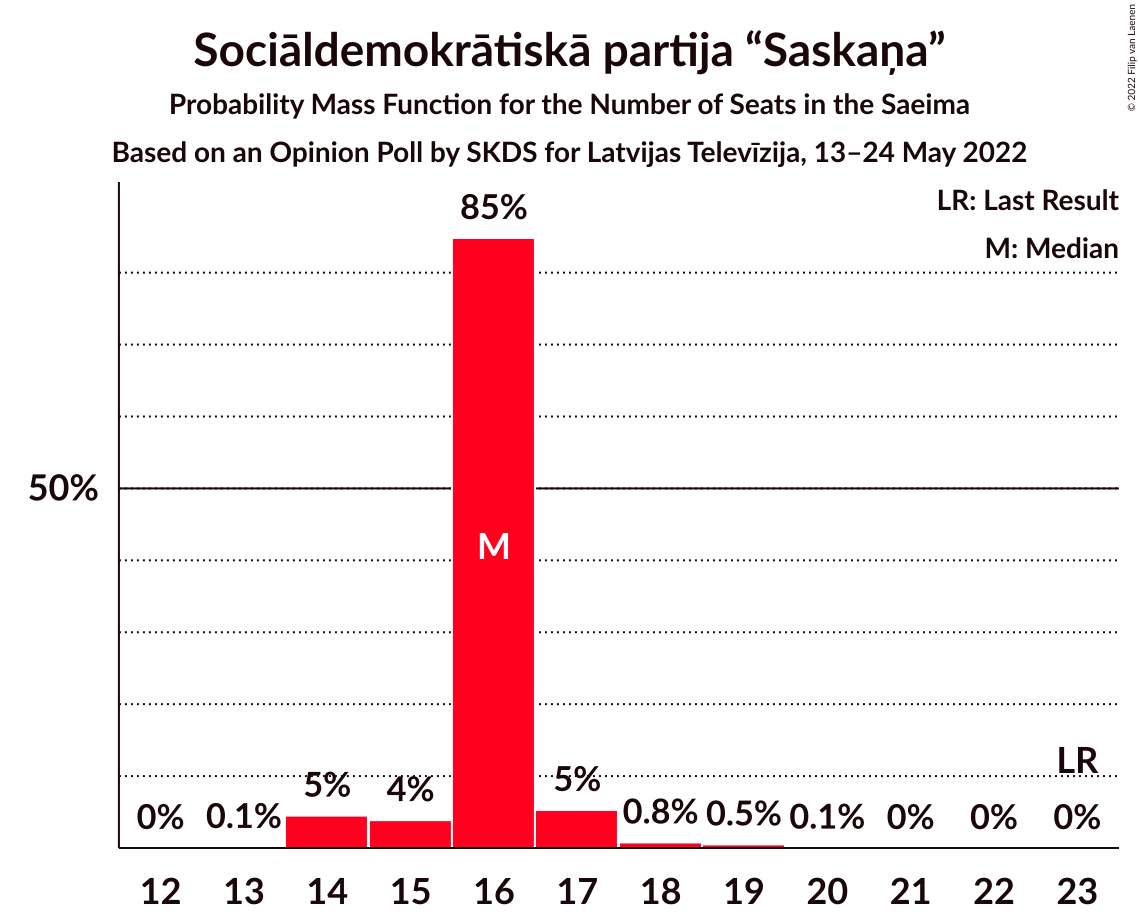 Sociāldemokrātiskā partija “Saskaņa”
Probability Mass Function for the Number of Seats in the Saeima
Based on an Opinion Poll by SKDS for Latvijas Televīzija, 13–24 May 2022
© 2022 Filip van Laenen
LR: Last Result
M: Median
85%
50%
M
LR
0% 0.1% 5% 4% 5% 0.8% 0.5% 0.1% 0% 0% 0%
12 13 14 15 16 17 18 19 20 21 22 23